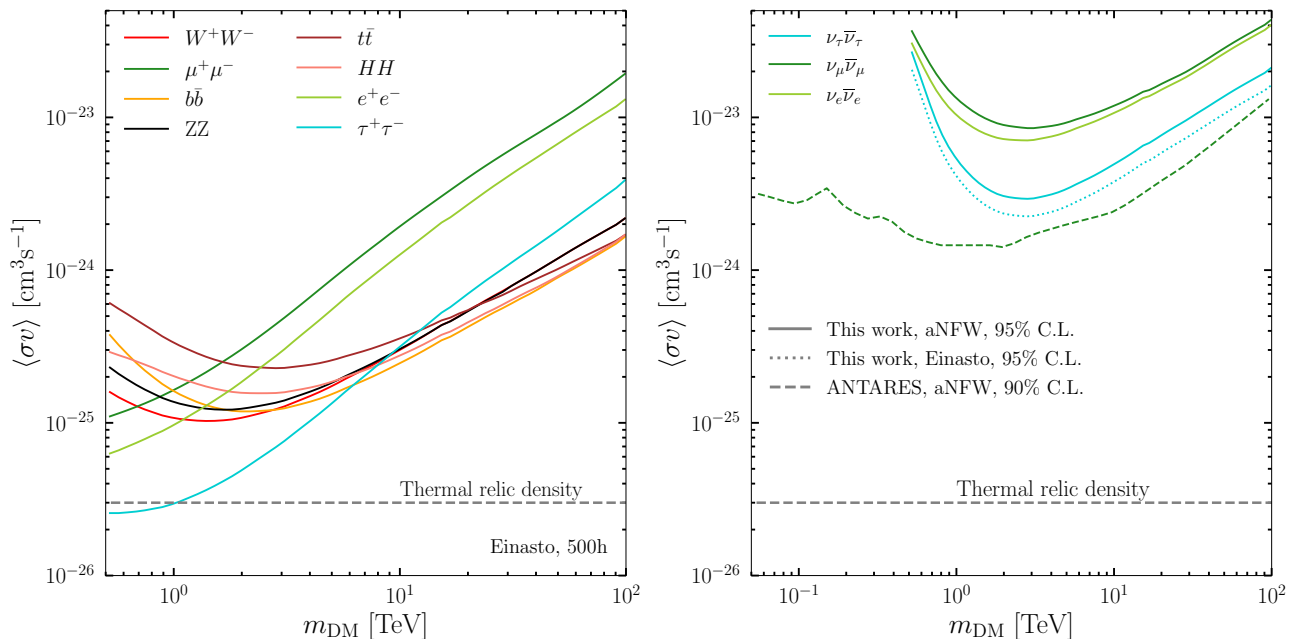 W⁺W⁻
μ⁺μ⁻
bb̄
ZZ
tt̄
HH
e⁺e⁻
τ⁺τ⁻
10⁻²³
10⁻²⁴
10⁻²⁵
10⁻²⁶
⟨σv⟩ [cm³s⁻¹]
Thermal relic density
Einasto, 500h
10⁰
10¹
10²
m_DM [TeV]
ν_τν̄_τ
ν_μν̄_μ
ν_eν̄_e
10⁻²³
10⁻²⁴
10⁻²⁵
10⁻²⁶
⟨σv⟩ [cm³s⁻¹]
This work, aNFW, 95% C.L.
This work, Einasto, 95% C.L.
ANTARES, aNFW, 90% C.L.
Thermal relic density
10⁻¹
10⁰
10¹
10²
m_DM [TeV]